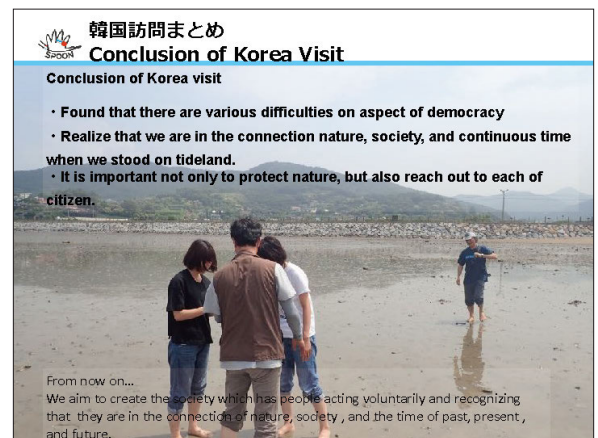 韓国訪問まとめ
SPOON
Conclusion of Korea Visit
Conclusion of Korea visit
・Found that there are various difficulties on aspect of democracy
・Realize that we are in the connection nature, society, and continuous time
when we stood on tideland.
・It is important not only to protect nature, but also reach out to each of
citizen.
From now on...
We aim to create the society which has people acting voluntarily and recognizing
that they are in the connection of nature, society , and the time of past, present ,
and future.